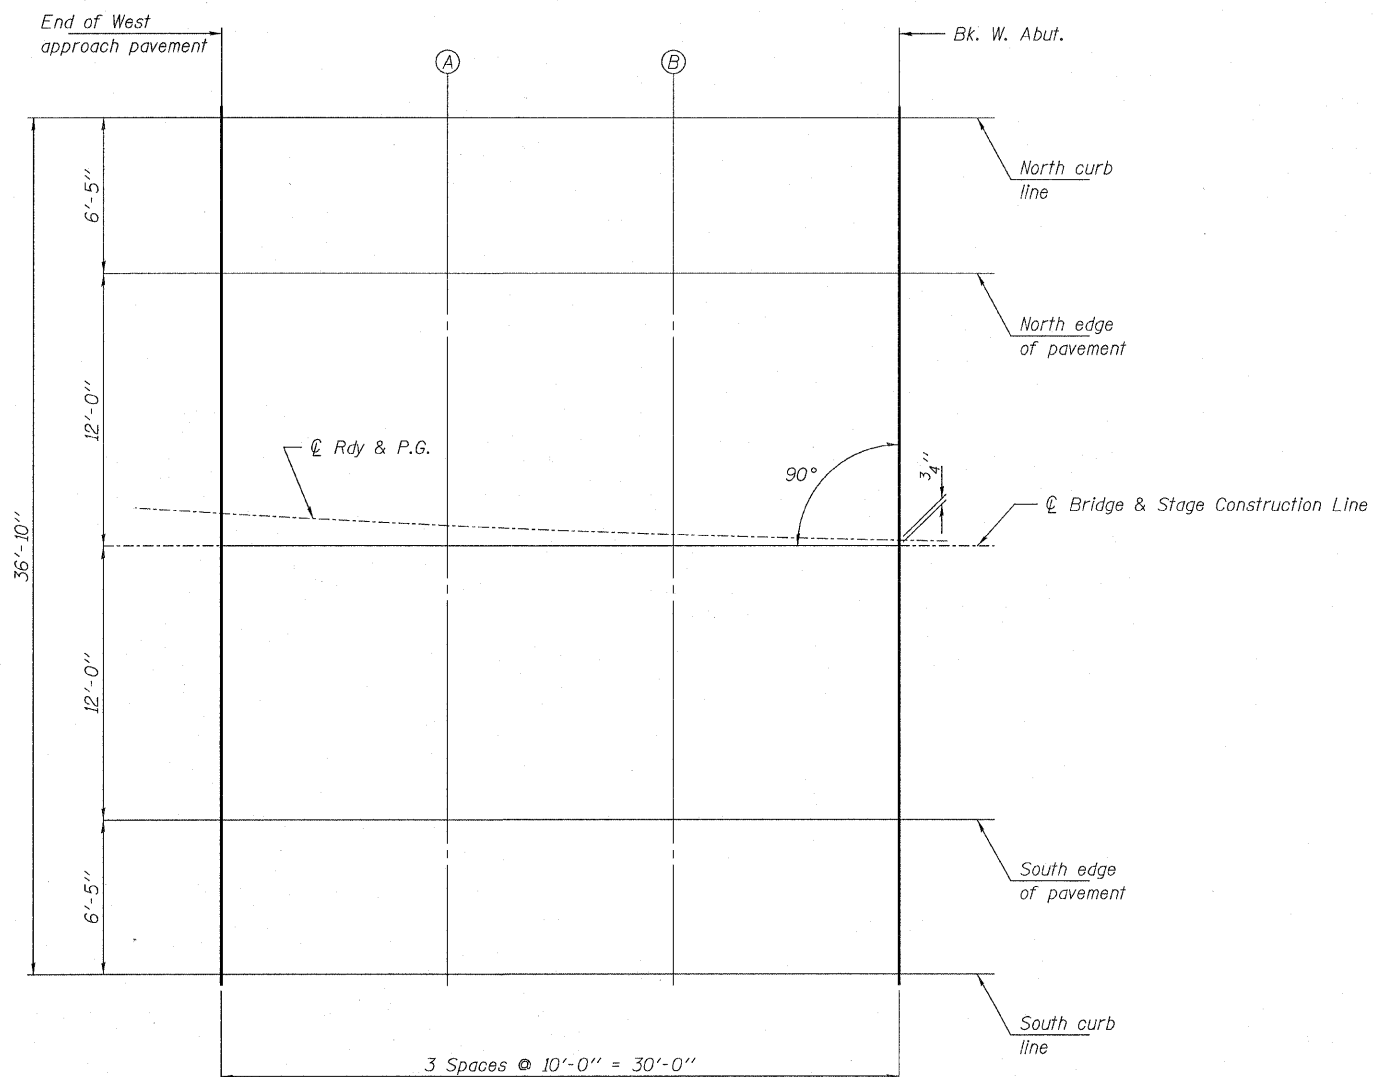 End of West
approach pavement
Bk. W. Abut.
A
B
North curb
line
6'-5"
North edge
of pavement
12'-0"
℄ Rdy & P.G.
90°
3/4"
℄ Bridge & Stage Construction Line
36'-10"
12'-0"
South edge
of pavement
6'-5"
South curb
line
3 Spaces @ 10'-0" = 30'-0"